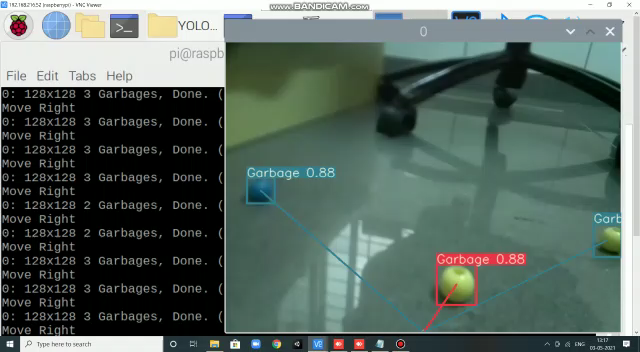 192.168.216.52 (raspberrypi) - VNC Viewer
www.BANDICAM.com
YOLO...
pi@raspb
0
File Edit Tabs Help
0: 128x128 3 Garbages, Done. (
Move Right
0: 128x128 3 Garbages, Done. (
Move Right
0: 128x128 3 Garbages, Done. (
Move Right
0: 128x128 3 Garbages, Done. (
Move Right
0: 128x128 2 Garbages, Done. (
Move Right
0: 128x128 2 Garbages, Done. (
Move Right
0: 128x128 3 Garbages, Done. (
Move Right
0: 128x128 3 Garbages, Done. (
Move Right
0: 128x128 3 Garbages, Done. (
Move Right
Garbage 0.88
Garb
Garbage 0.88
Type here to search
ENG
13:17
03-05-2023